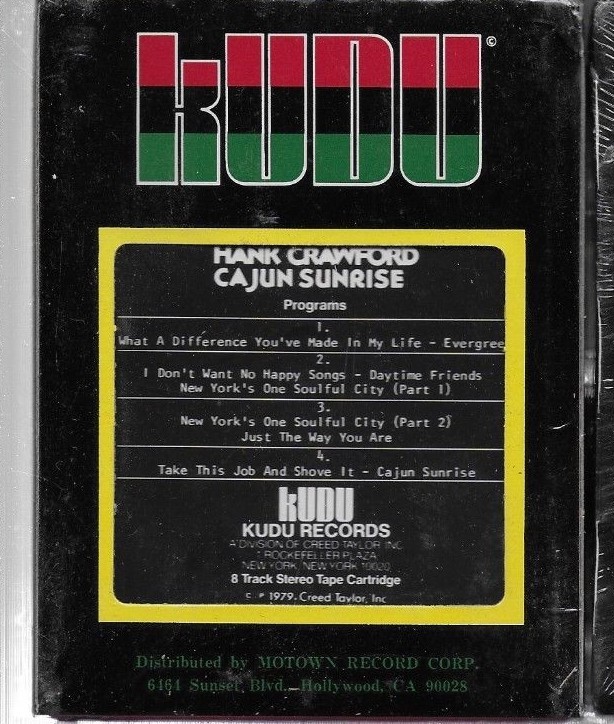 kUDU ©
HANK CRAWFORD
CAJUN SUNRISE
Programs
1.
What A Difference You've Made In My Life - Evergree
2.
I Don't Want No Happy Songs - Daytime Friends
New York's One Soulful City (Part 1)
3.
New York's One Soulful City (Part 2)
Just The Way You Are
4.
Take This Job And Shove It - Cajun Sunrise
kUDU
KUDU RECORDS
A DIVISION OF CREED TAYLOR, INC
1 ROCKEFELLER PLAZA
NEW YORK, NEW YORK 10020
8 Track Stereo Tape Cartridge
C P 1979, Creed Taylor, Inc
Distributed by MOTOWN RECORD CORP.
6464 Sunset Blvd., Hollywood, CA 90028